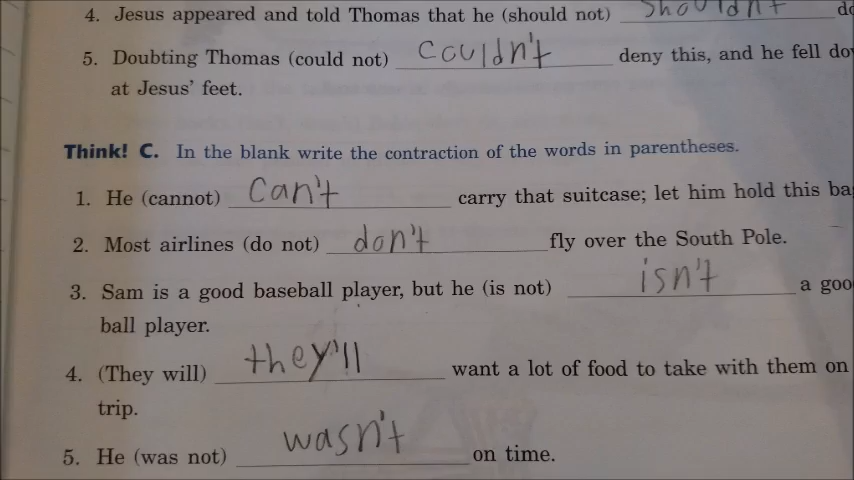 4. Jesus appeared and told Thomas that he (should not) shouldn't
5. Doubting Thomas (could not) couldn't deny this, and he fell
at Jesus' feet.
Think! C. In the blank write the contraction of the words in parentheses.
1. He (cannot) can't carry that suitcase; let him hold this
2. Most airlines (do not) don't fly over the South Pole.
3. Sam is a good baseball player, but he (is not) isn't a
ball player.
4. (They will) they'll want a lot of food to take with them on
trip.
5. He (was not) wasn't on time.